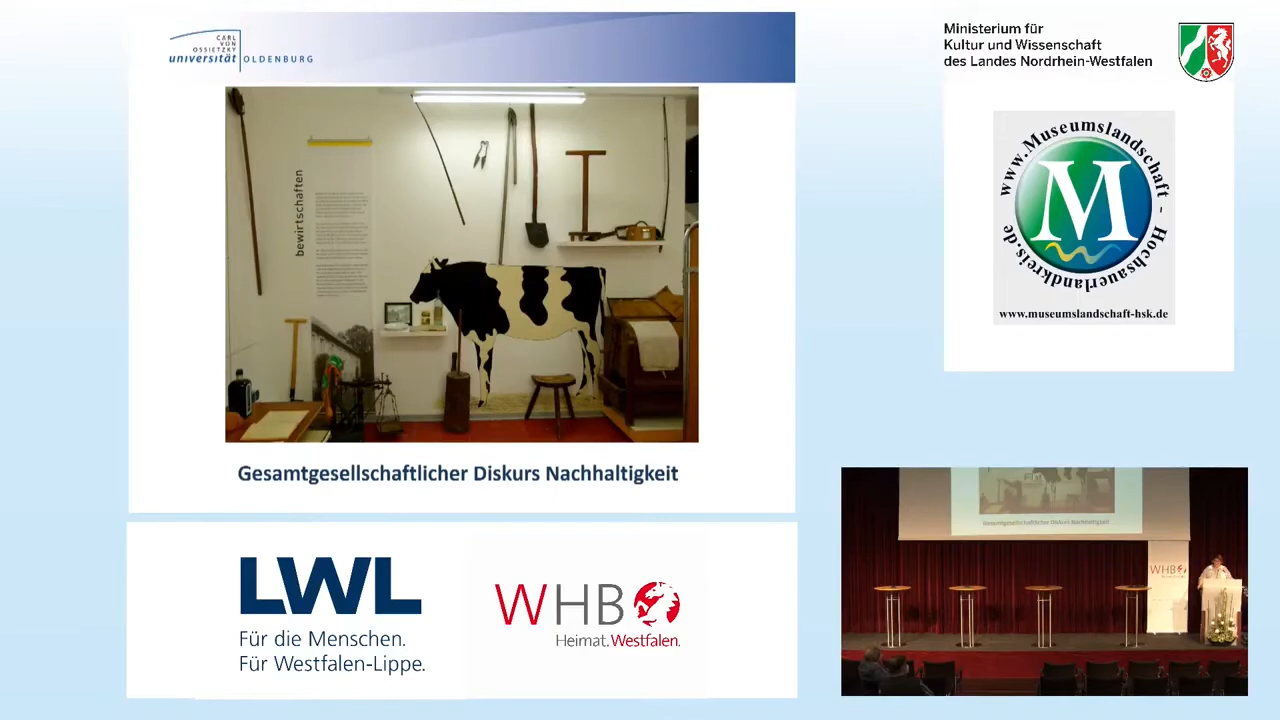 CARL
VON
OSSIETZKY
universität OLDENBURG
bewirtschaften
Gesamtgesellschaftlicher Diskurs Nachhaltigkeit
LWL
Für die Menschen.
Für Westfalen-Lippe.
WHB
Heimat.Westfalen.
Ministerium für
Kultur und Wissenschaft
des Landes Nordrhein-Westfalen
www.Museumslandschaft - Hochsauerlandkreis.de
M
www.museumslandschaft-hsk.de
Gesamtgesellschaftlicher Diskurs Nachhaltigkeit
WHB